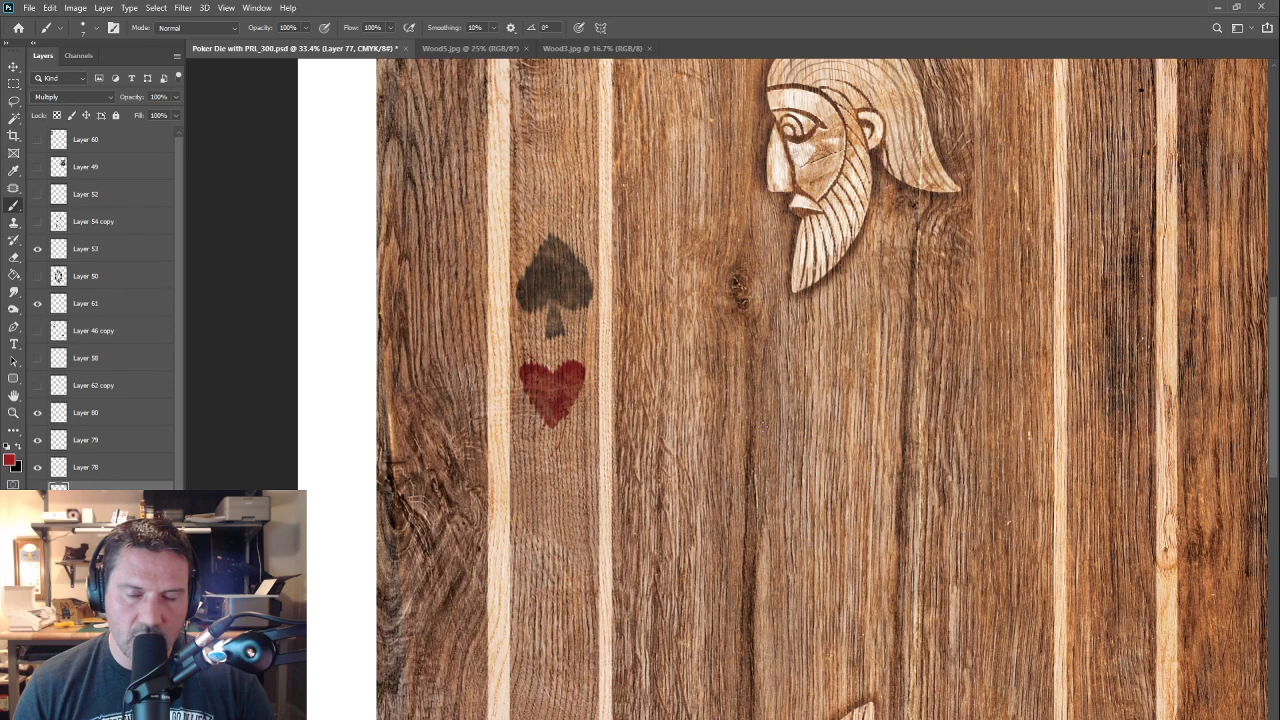 Ps File Edit Image Layer Type Select Filter 3D View Window Help
7 Mode: Normal Opacity: 100% Flow: 100% Smoothing: 10% 0°
Layers Channels
Poker Die with PRL_300.psd @ 33.4% (Layer 77, CMYK/8#) * × Wood5.jpg @ 25% (RGB/8*) × Wood3.jpg @ 16.7% (RGB/8) ×
Kind
Multiply Opacity: 100%
Lock: Fill: 100%
Layer 60
Layer 49
Layer 52
Layer 54 copy
Layer 53
Layer 50
Layer 61
Layer 46 copy
Layer 58
Layer 62 copy
Layer 80
Layer 79
Layer 78